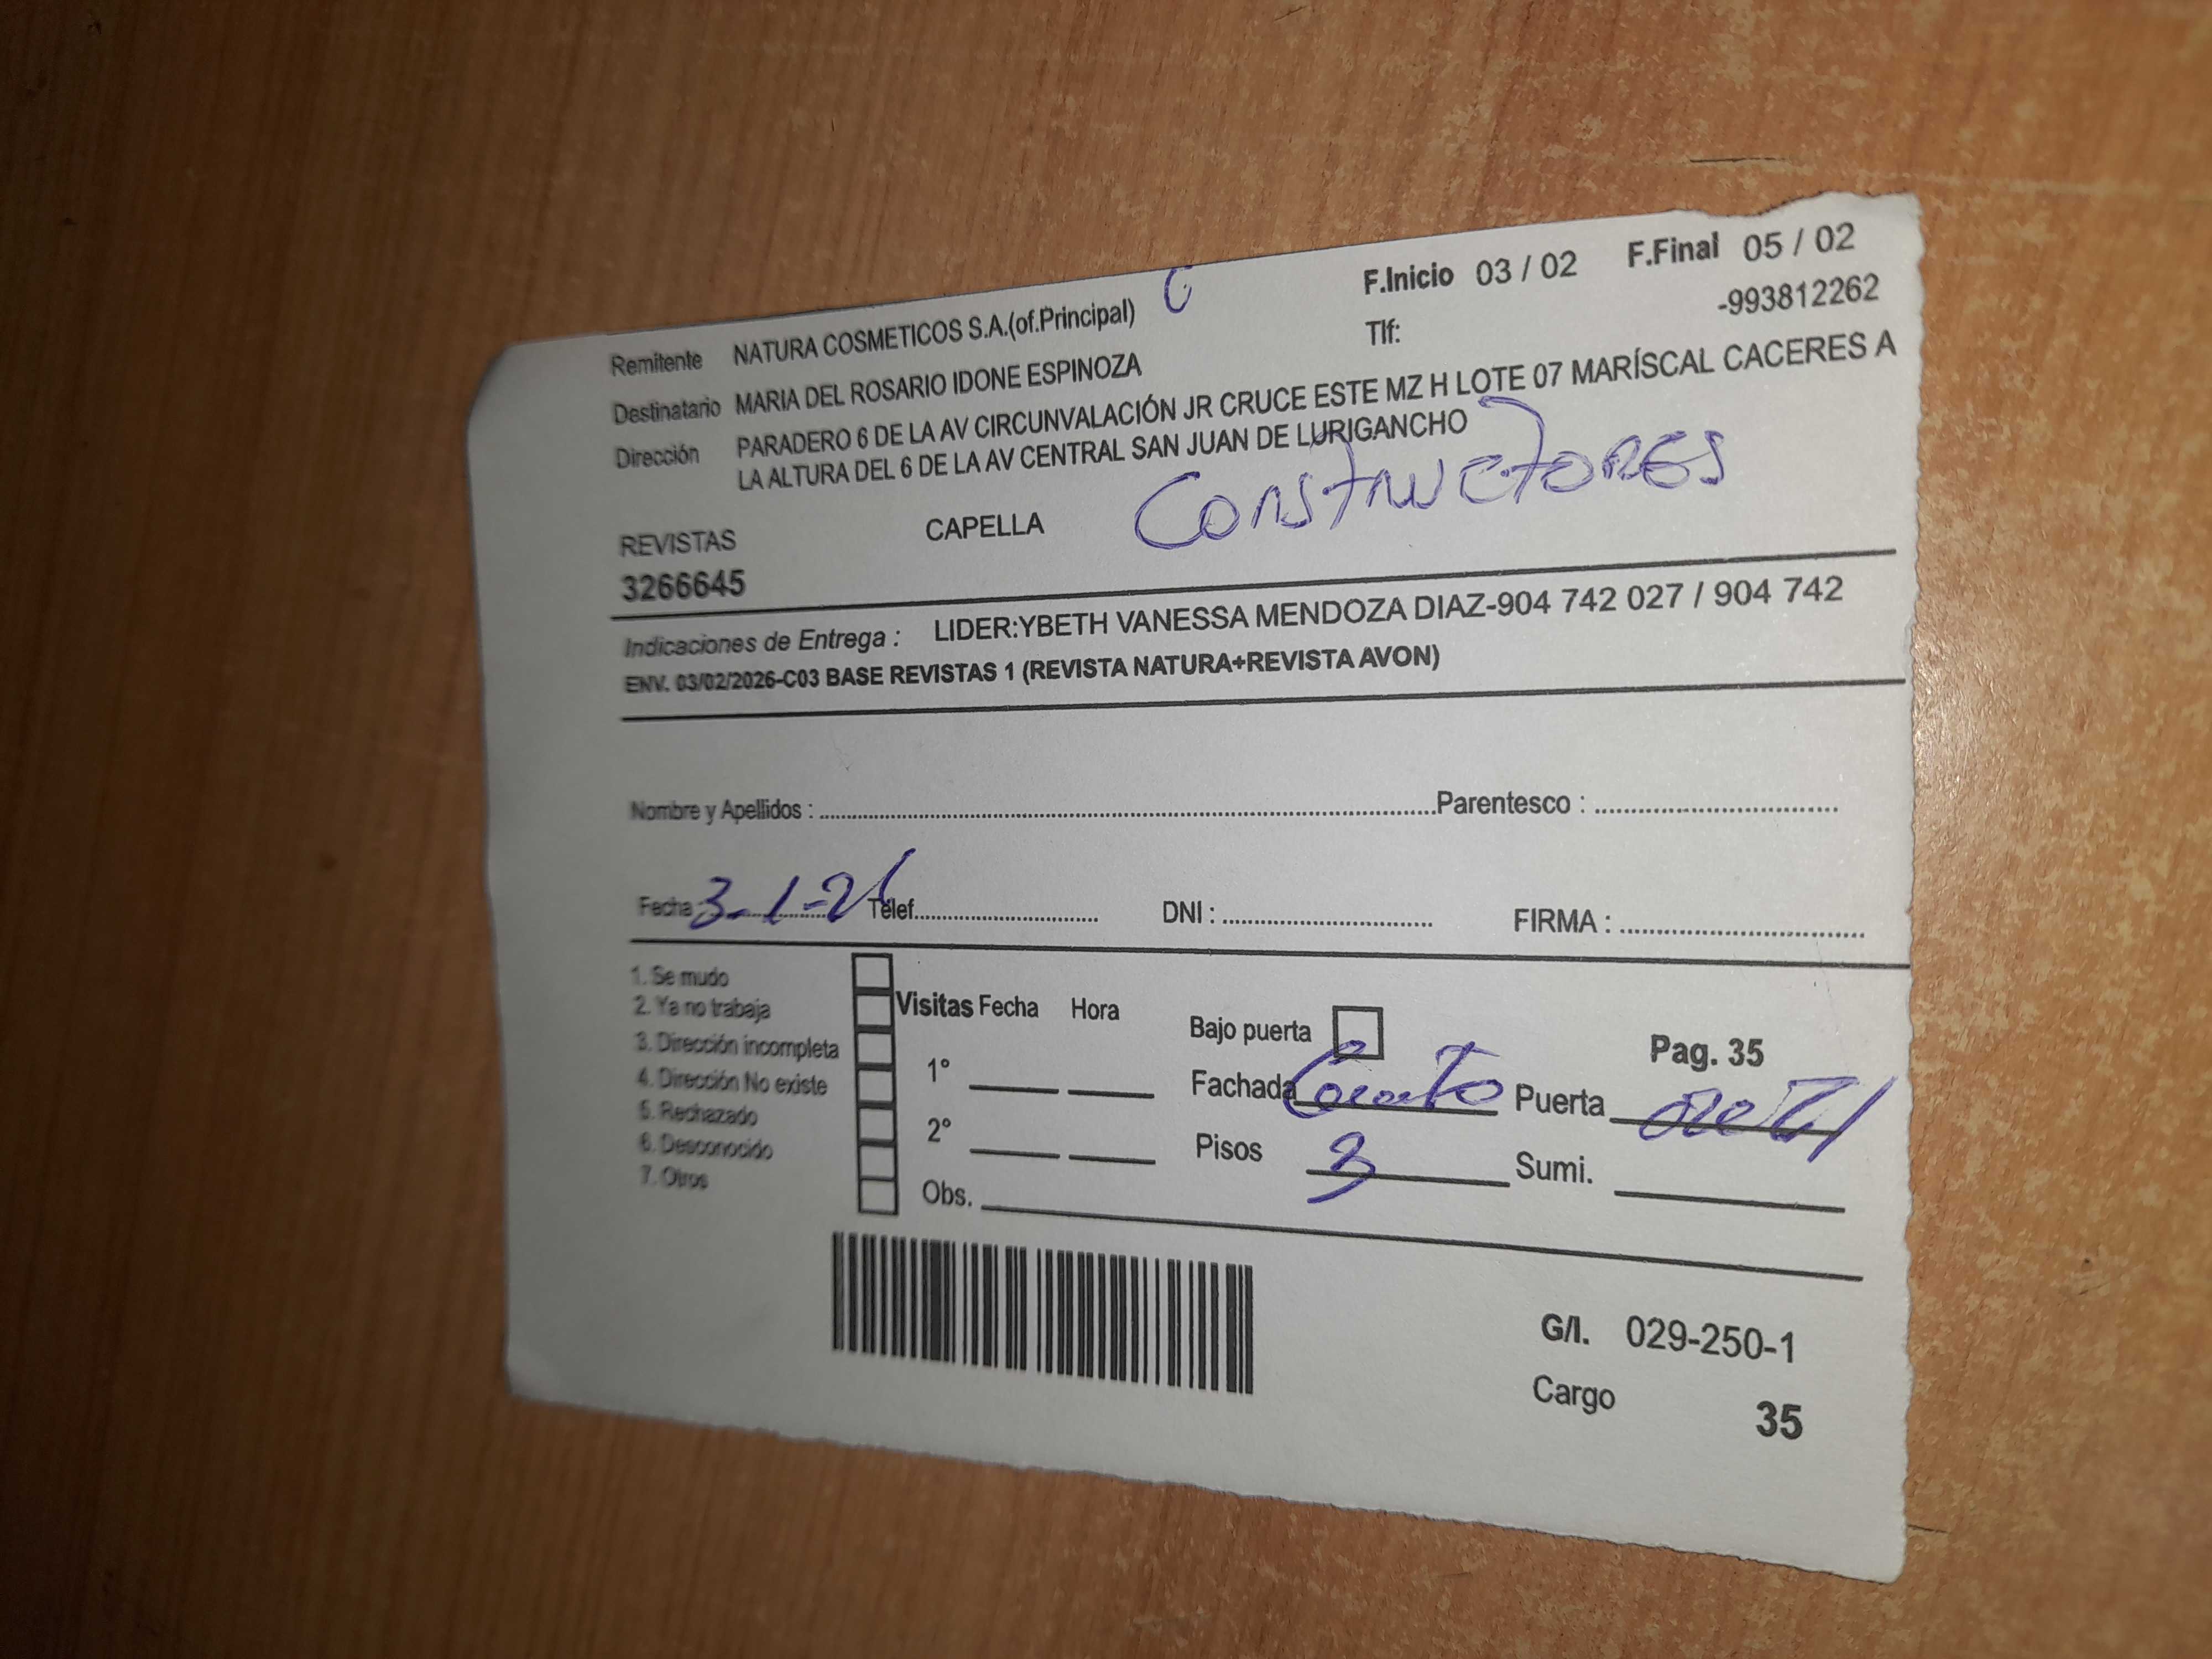 F.Inicio 03 / 02 F.Final 05 / 02
Remitente NATURA COSMETICOS S.A.(of.Principal) Tlf: -993812262
Destinatario MARIA DEL ROSARIO IDONE ESPINOZA
Dirección PARADERO 6 DE LA AV CIRCUNVALACIÓN JR CRUCE ESTE MZ H LOTE 07 MARÍSCAL CACERES A
LA ALTURA DEL 6 DE LA AV CENTRAL SAN JUAN DE LURIGANCHO
CONSTRUCTORES
REVISTAS CAPELLA
3266645
Indicaciones de Entrega : LIDER:YBETH VANESSA MENDOZA DIAZ-904 742 027 / 904 742
ENV. 03/02/2026-C03 BASE REVISTAS 1 (REVISTA NATURA+REVISTA AVON)
Nombre y Apellidos : Parentesco :
Fecha 3-1-26 Telef. DNI : FIRMA :
1. Se mudo
2. Ya no trabaja
3. Dirección incompleta
4. Dirección No existe
5. Rechazado
6. Desconocido
7. Otros
Visitas Fecha Hora
1°
2°
Obs.
Bajo puerta Pag. 35
Fachada Puerta
Pisos 3 Sumi.
G/I. 029-250-1
Cargo 35